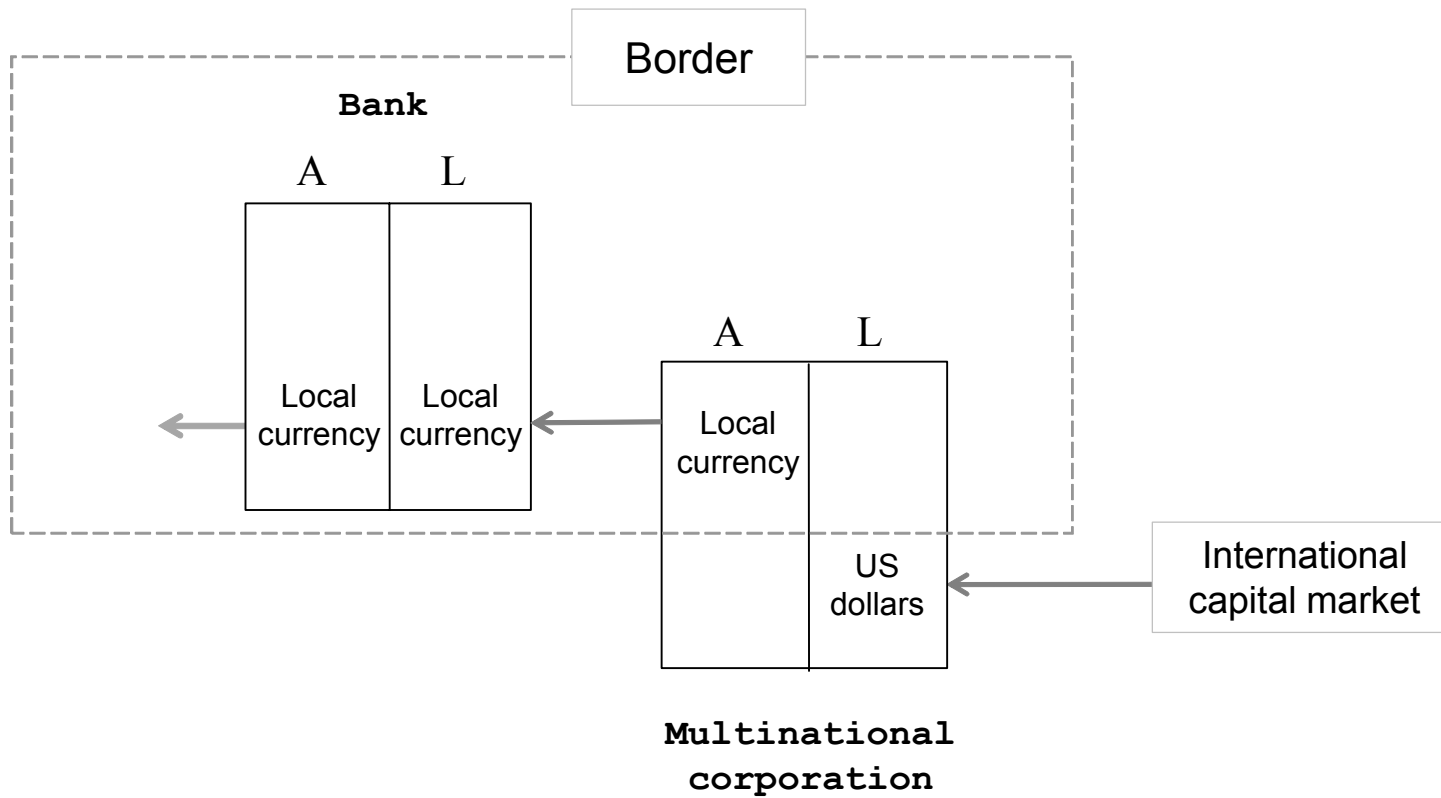 Border
Bank
A L
Local
currency
Local
currency
A L
Local
currency
US
dollars
International
capital market
Multinational
corporation